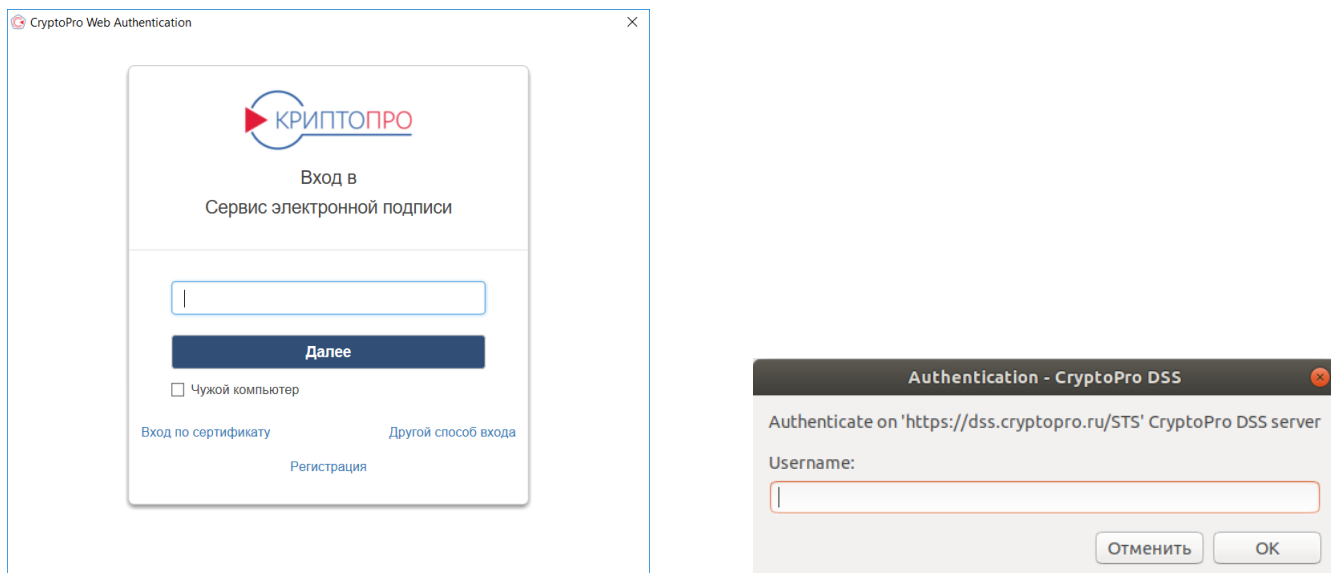 CryptoPro Web Authentication
КРИПТОПРО
Вход в
Сервис электронной подписи
Далее
Чужой компьютер
Вход по сертификату
Другой способ входа
Регистрация
Authentication - CryptoPro DSS
Authenticate on 'https://dss.cryptopro.ru/STS' CryptoPro DSS server
Username:
Отменить
OK